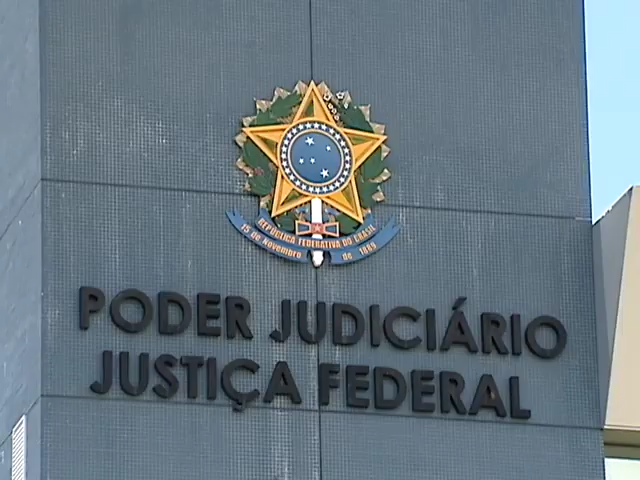 REPÚBLICA FEDERATIVA DO BRASIL
15 de Novembro de 1889
PODER JUDICIÁRIO
JUSTIÇA FEDERAL